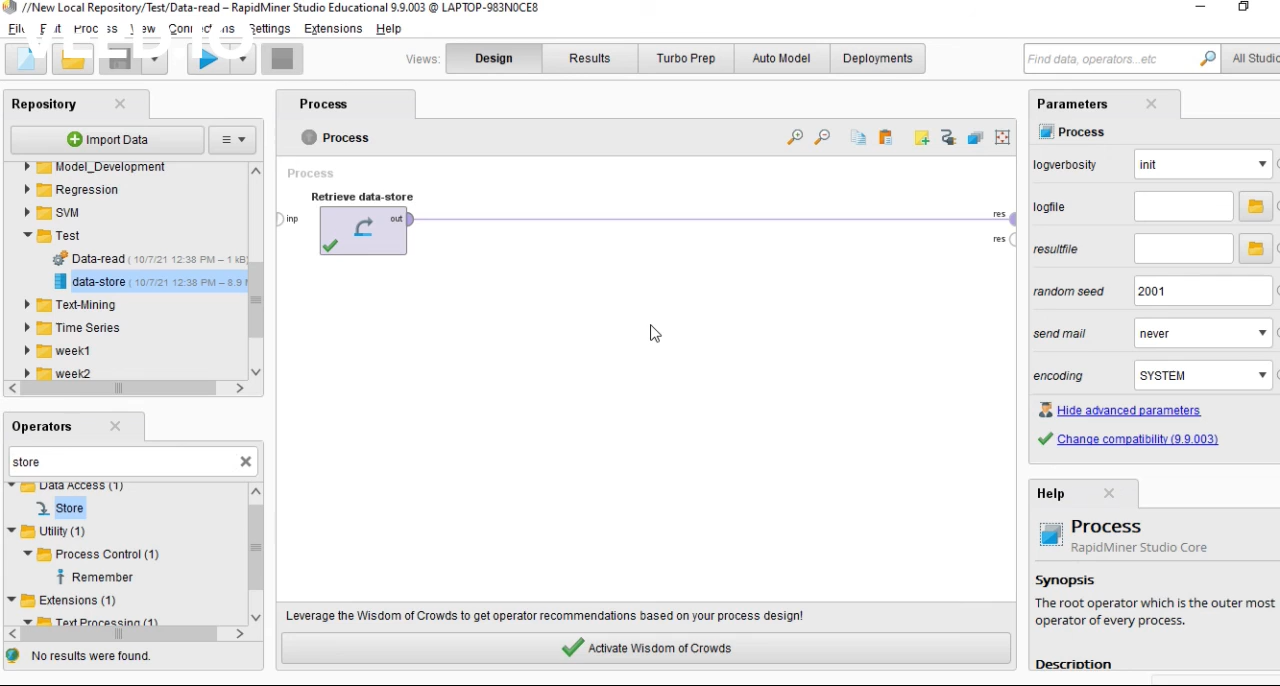 //New Local Repository/Test/Data-read – RapidMiner Studio Educational 9.9.003 @ LAPTOP-983N0CE8
Settings Extensions Help
Views: Design Results Turbo Prep Auto Model Deployments
Find data, operators...etc
All Studio
Repository
Import Data
Model_Development
Regression
SVM
Test
Data-read ( 10/7/21 12:38 PM – 1 kB
data-store ( 10/7/21 12:38 PM – 8.9
Text-Mining
Time Series
week1
week2
Operators
store
Data Access (1)
Store
Utility (1)
Process Control (1)
Remember
Extensions (1)
Text Processing (1)
No results were found.
Process
Process
Process
Retrieve data-store
inp
out
res
res
Leverage the Wisdom of Crowds to get operator recommendations based on your process design!
Activate Wisdom of Crowds
Parameters
Process
logverbosity init
logfile
resultfile
random seed 2001
send mail never
encoding SYSTEM
Hide advanced parameters
Change compatibility (9.9.003)
Help
Process
RapidMiner Studio Core
Synopsis
The root operator which is the outer most
operator of every process.
Description